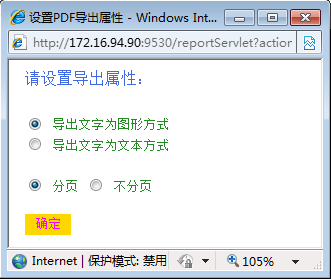 设置PDF导出属性 - Windows Int...
http://172.16.94.90:9530/reportServlet?action
请设置导出属性：
导出文字为图形方式
导出文字为文本方式
分页 不分页
确定
Internet | 保护模式: 禁用 105%